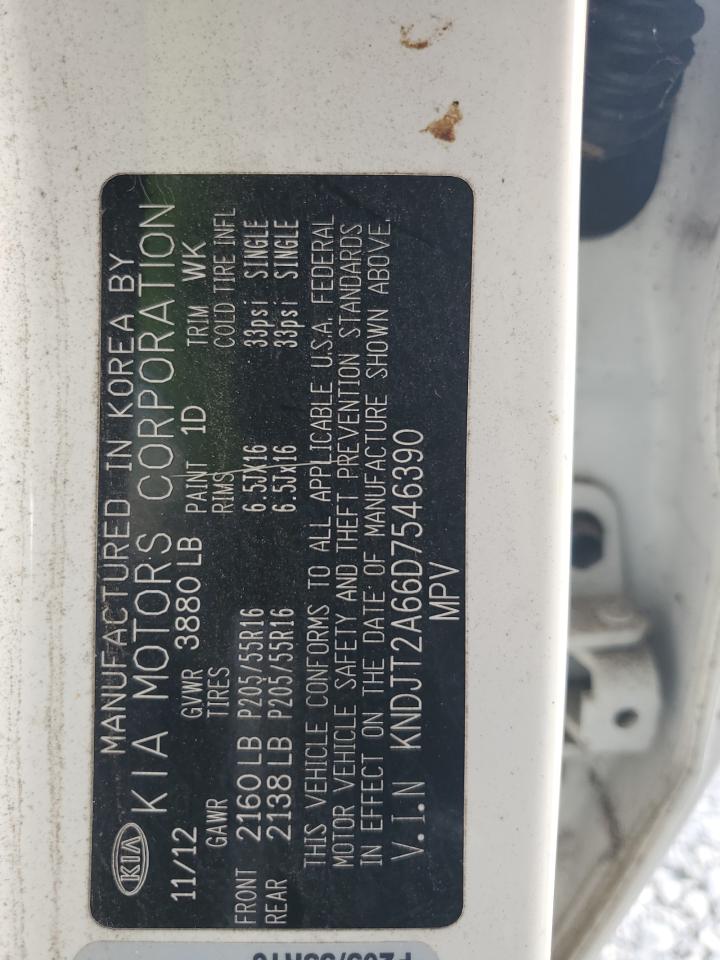 KIA
MANUFACTURED IN KOREA BY
KIA MOTORS CORPORATION
11/12 GVWR 3880 LB PAINT 1D TRIM WK
GAWR TIRES RIMS COLD TIRE INFL
FRONT 2160 LB P205/55R16 6.5JX16 33psi SINGLE
REAR 2138 LB P205/55R16 6.5Jx16 33psi SINGLE
THIS VEHICLE CONFORMS TO ALL APPLICABLE U.S.A. FEDERAL
MOTOR VEHICLE SAFETY AND THEFT PREVENTION STANDARDS
IN EFFECT ON THE DATE OF MANUFACTURE SHOWN ABOVE.
V.I.N KNDJT2A66D7546390
MPV